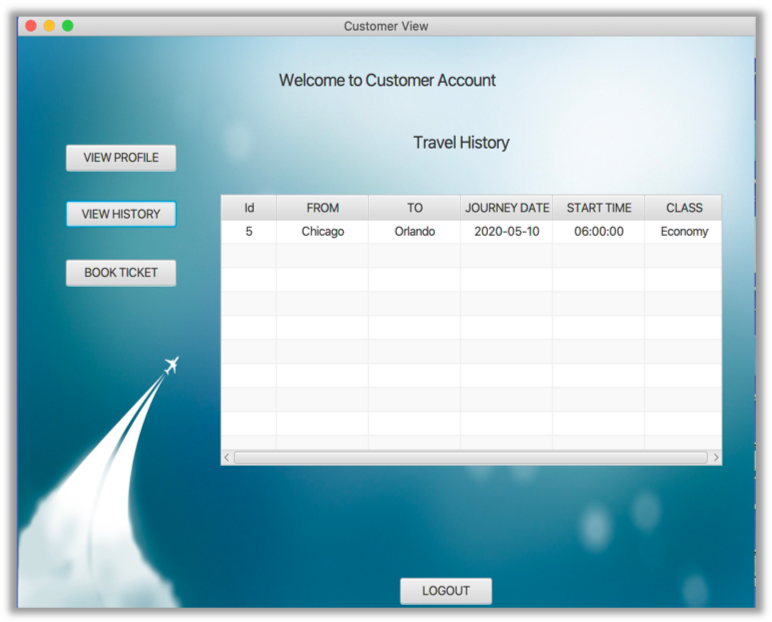 Customer View
Welcome to Customer Account
Travel History
VIEW PROFILE
VIEW HISTORY
BOOK TICKET
Id FROM TO JOURNEY DATE START TIME CLASS
5 Chicago Orlando 2020-05-10 06:00:00 Economy
LOGOUT